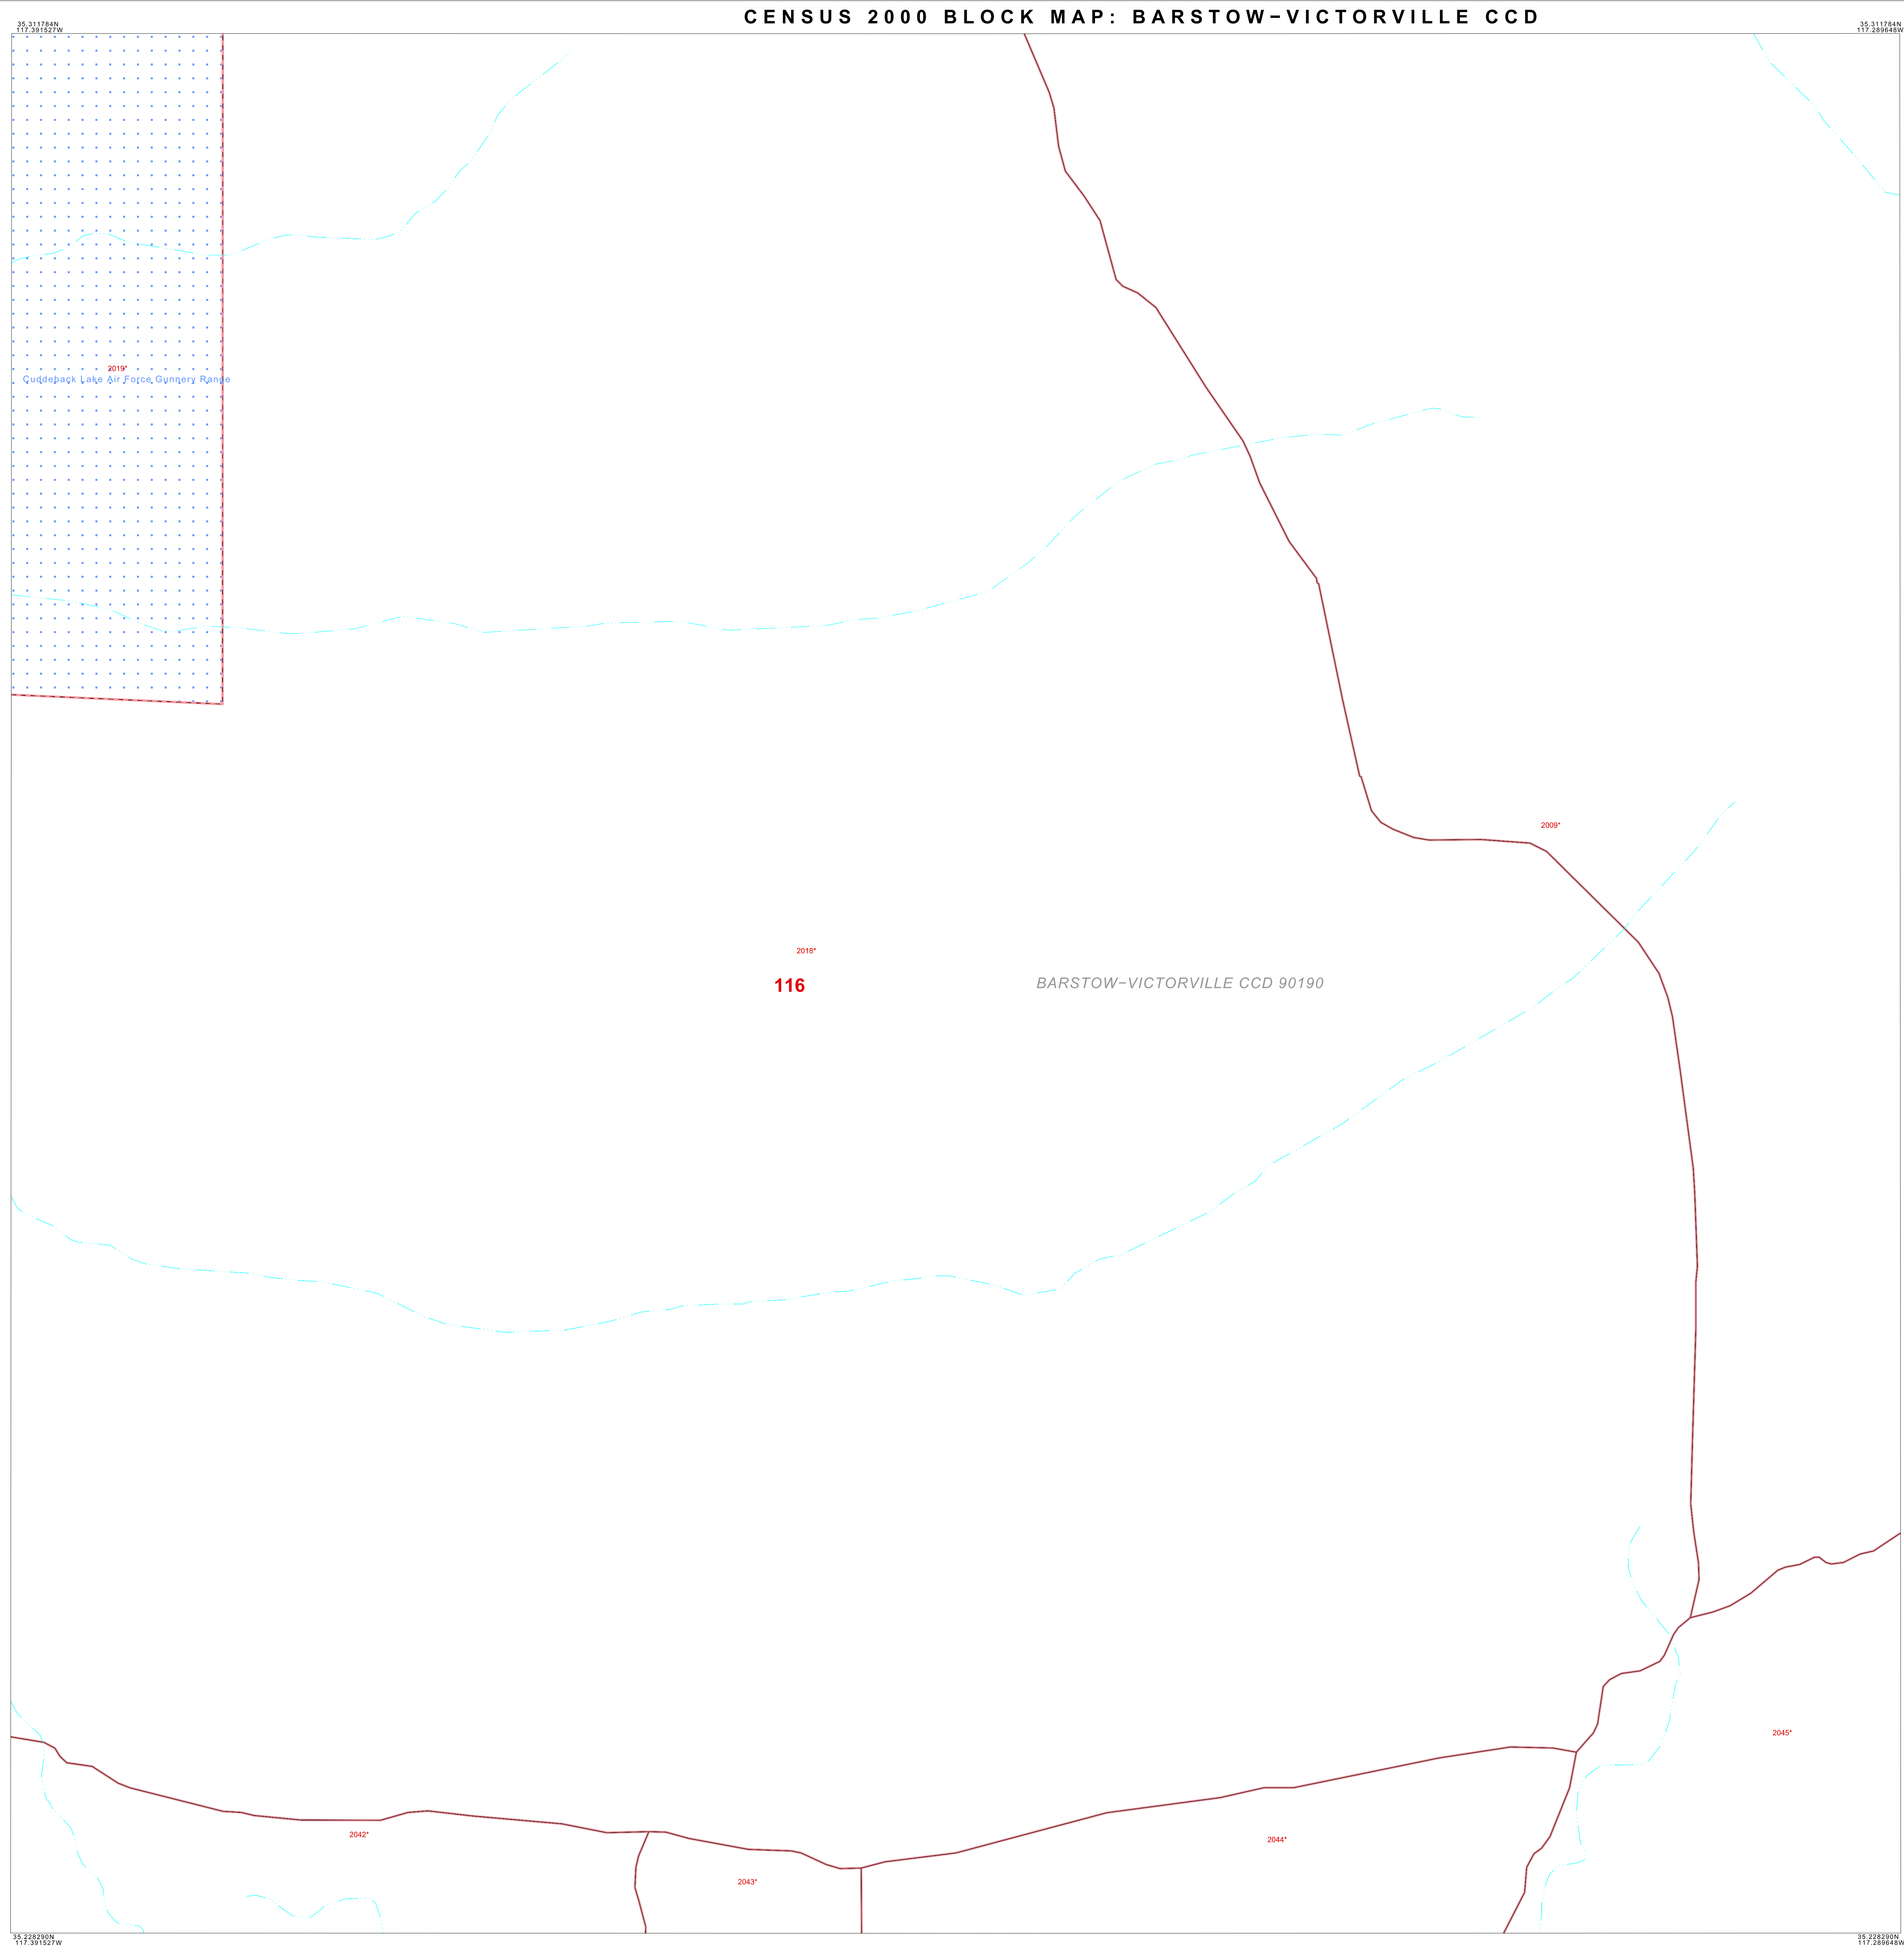 CENSUS 2000 BLOCK MAP: BARSTOW−VICTORVILLE CCD
35.311784N
117.391527W
35.311784N
117.289648W
2019*
Cuddeback Lake Air Force Gunnery Range
2009*
2018*
116
BARSTOW−VICTORVILLE CCD 90190
2045*
2042*
2044*
2043*
35.228290N
117.391527W
35.228290N
117.289648W